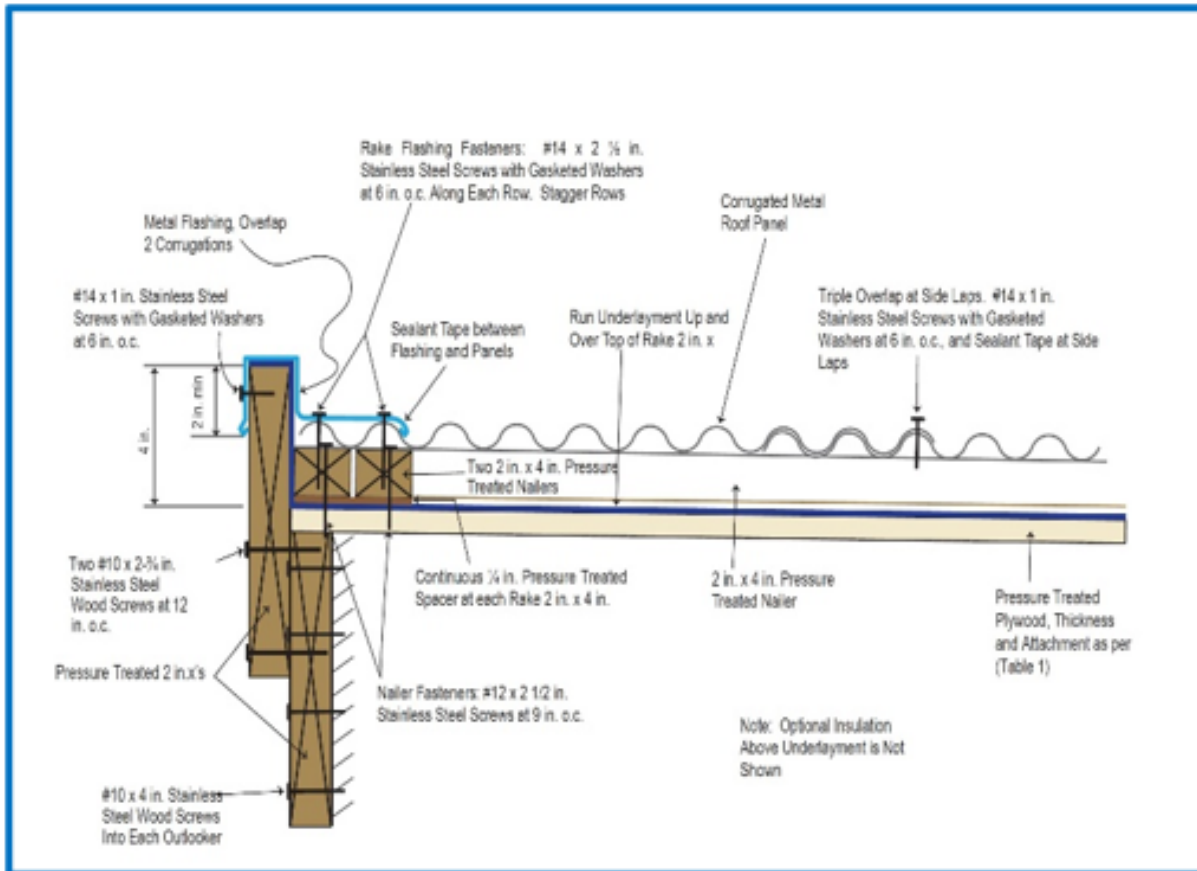 Rake Flashing Fasteners: #14 x 2 ½ in.
Stainless Steel Screws with Gasketed Washers
at 6 in. o.c. Along Each Row. Stagger Rows
Metal Flashing, Overlap
2 Corrugations
Corrugated Metal
Roof Panel
#14 x 1 in. Stainless Steel
Screws with Gasketed Washers
at 6 in. o.c.
Sealant Tape between
Flashing and Panels
Run Underlayment Up and
Over Top of Rake 2 in. x
Triple Overlap at Side Laps. #14 x 1 in.
Stainless Steel Screws with Gasketed
Washers at 6 in. o.c., and Sealant Tape at Side
Laps
2 in. min
4 in.
Two 2 in. x 4 in. Pressure
Treated Nailers
Two #10 x 2-¾ in.
Stainless Steel
Wood Screws at 12
in. o.c.
Continuous ¼ in. Pressure Treated
Spacer at each Rake 2 in. x 4 in.
2 in. x 4 in. Pressure
Treated Nailer
Pressure Treated
Plywood, Thickness
and Attachment as per
(Table 1)
Pressure Treated 2 in.x's
Nailer Fasteners: #12 x 2 1/2 in.
Stainless Steel Screws at 9 in. o.c.
Note: Optional Insulation
Above Underlayment is Not
Shown
#10 x 4 in. Stainless
Steel Wood Screws
Into Each Outlooker